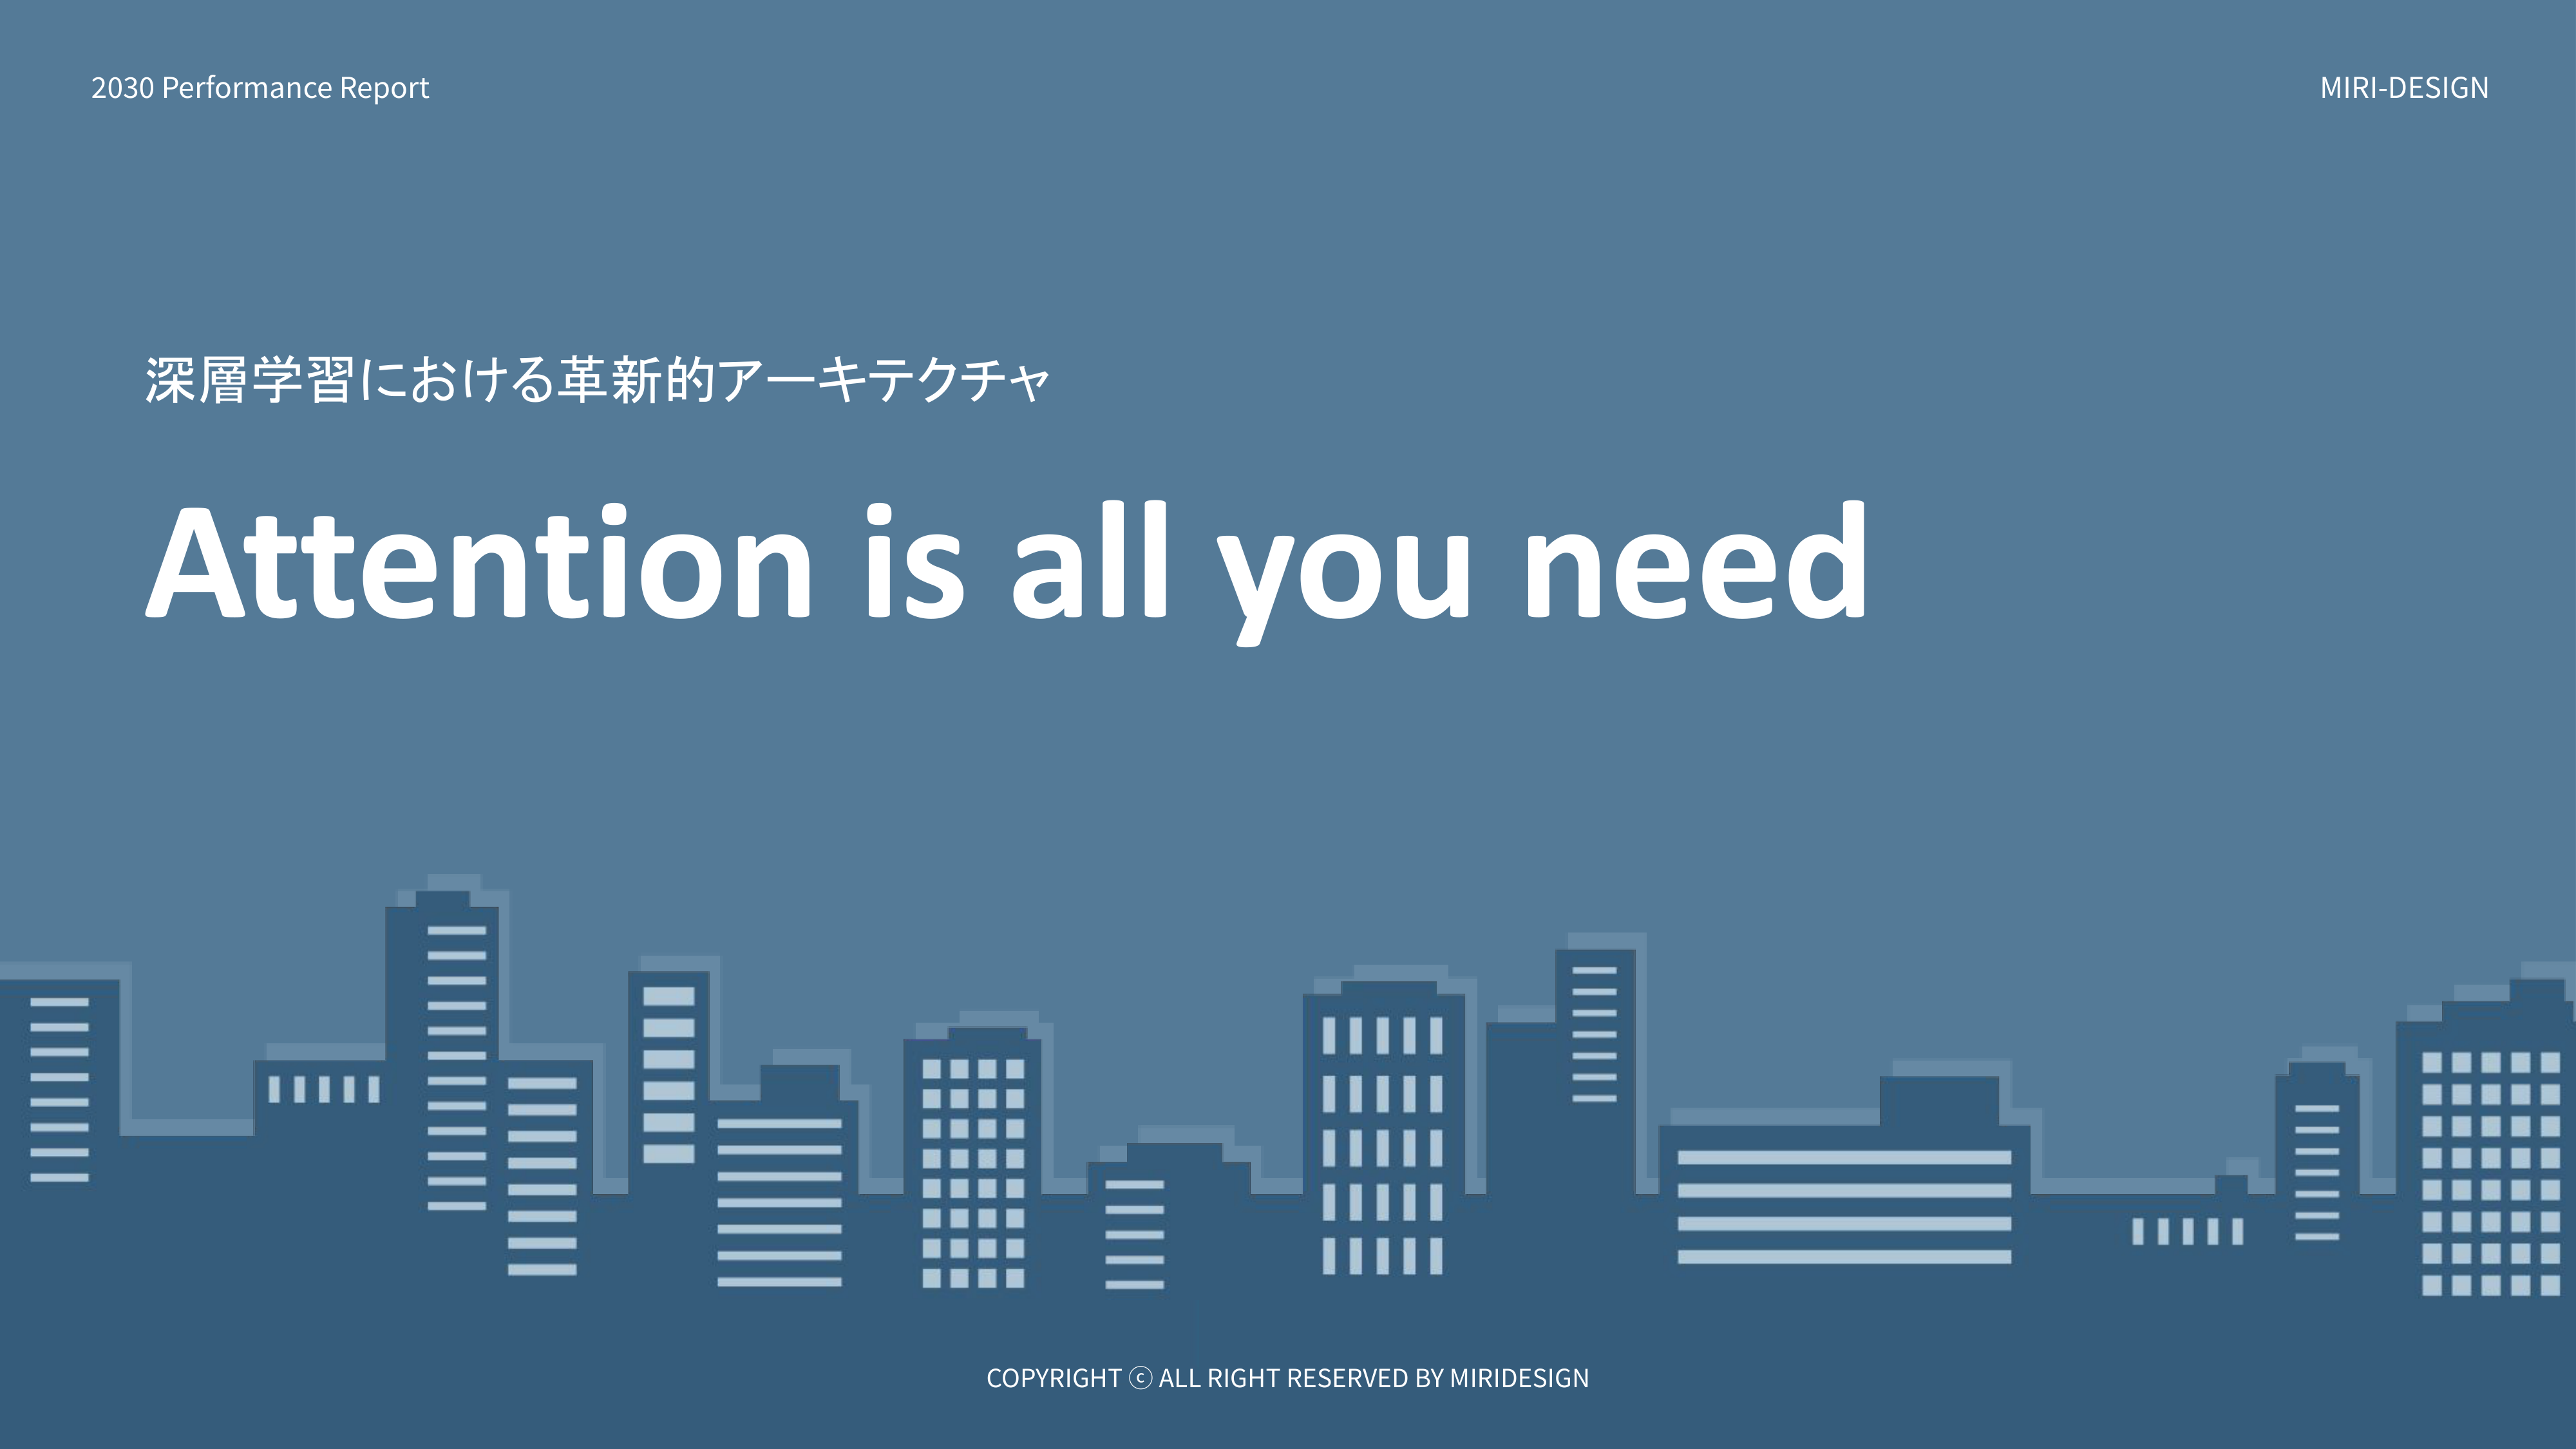 2030 Performance Report
MIRI-DESIGN
深層学習における革新的アーキテクチャ
Attention is all you need
COPYRIGHT ⓒ ALL RIGHT RESERVED BY MIRIDESIGN